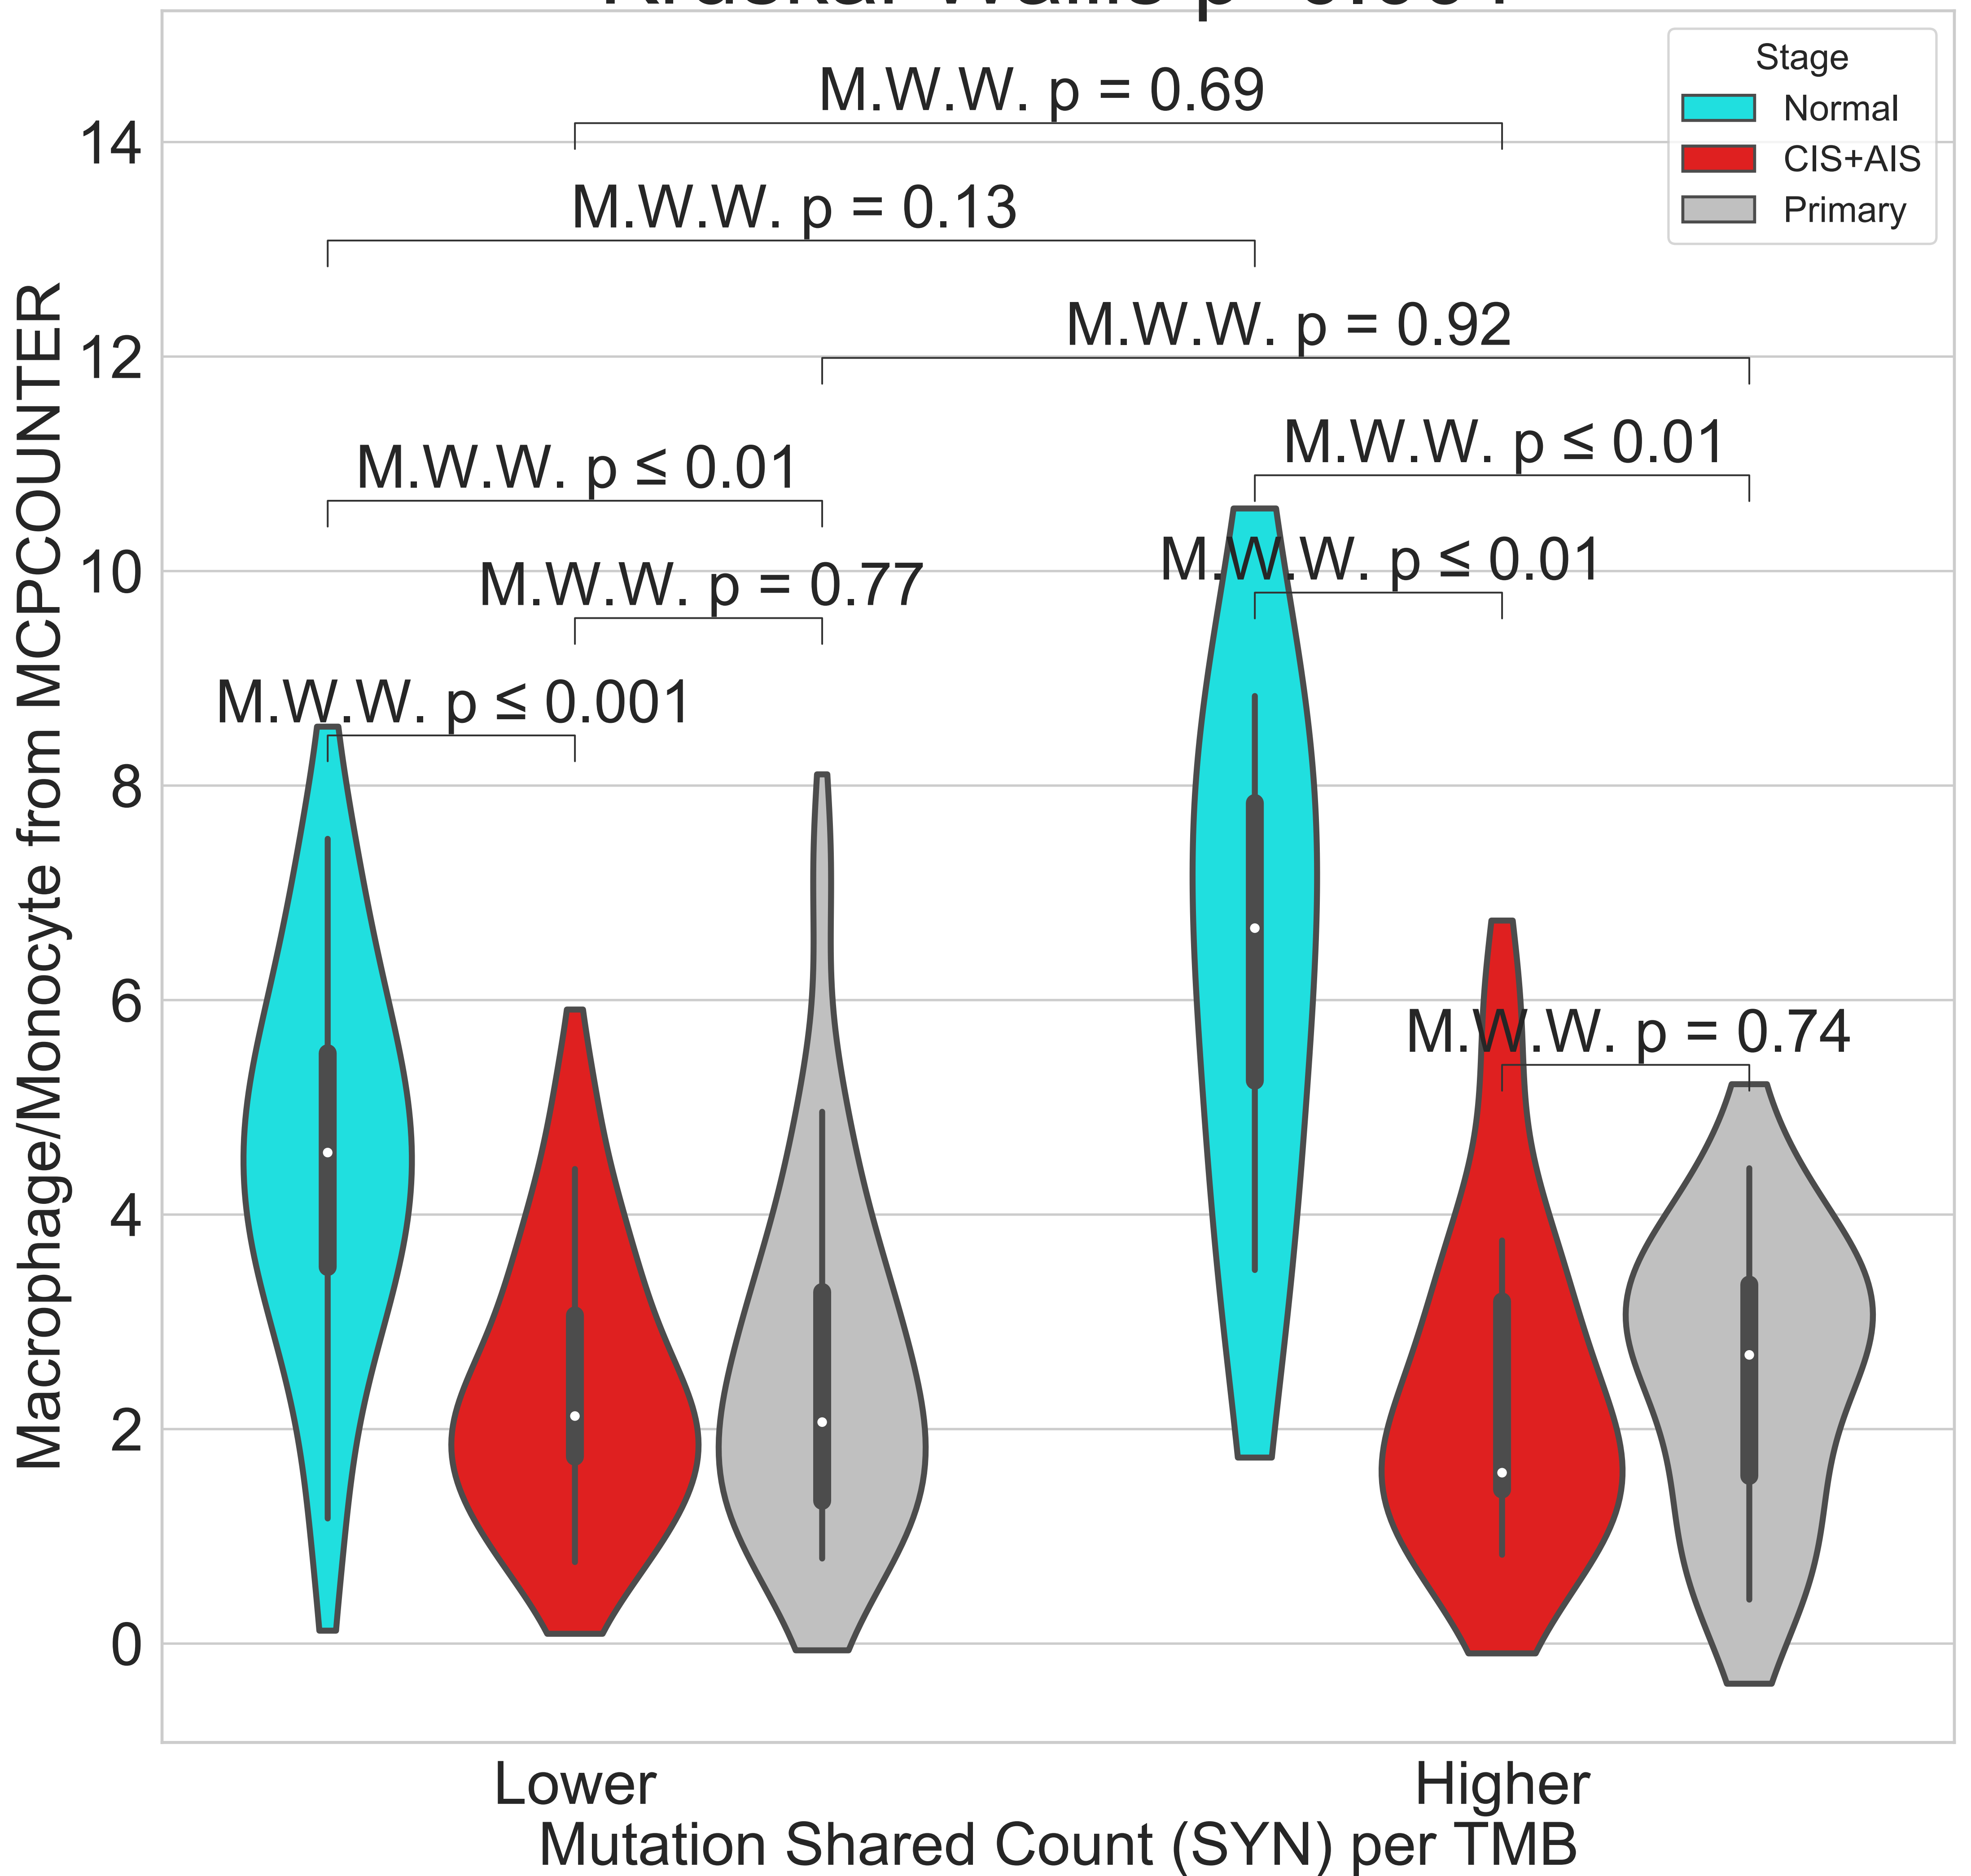 Stage
Normal
CIS+AIS
Primary
M.W.W. p = 0.69
M.W.W. p = 0.13
M.W.W. p = 0.92
M.W.W. p ≤ 0.01
M.W.W. p ≤ 0.01
M.W.W. p ≤ 0.01
M.W.W. p = 0.77
M.W.W. p ≤ 0.001
M.W.W. p = 0.74
14
12
10
8
6
4
2
0
Macrophage/Monocyte from MCPCOUNTER
Lower
Higher
Mutation Shared Count (SYN) per TMB